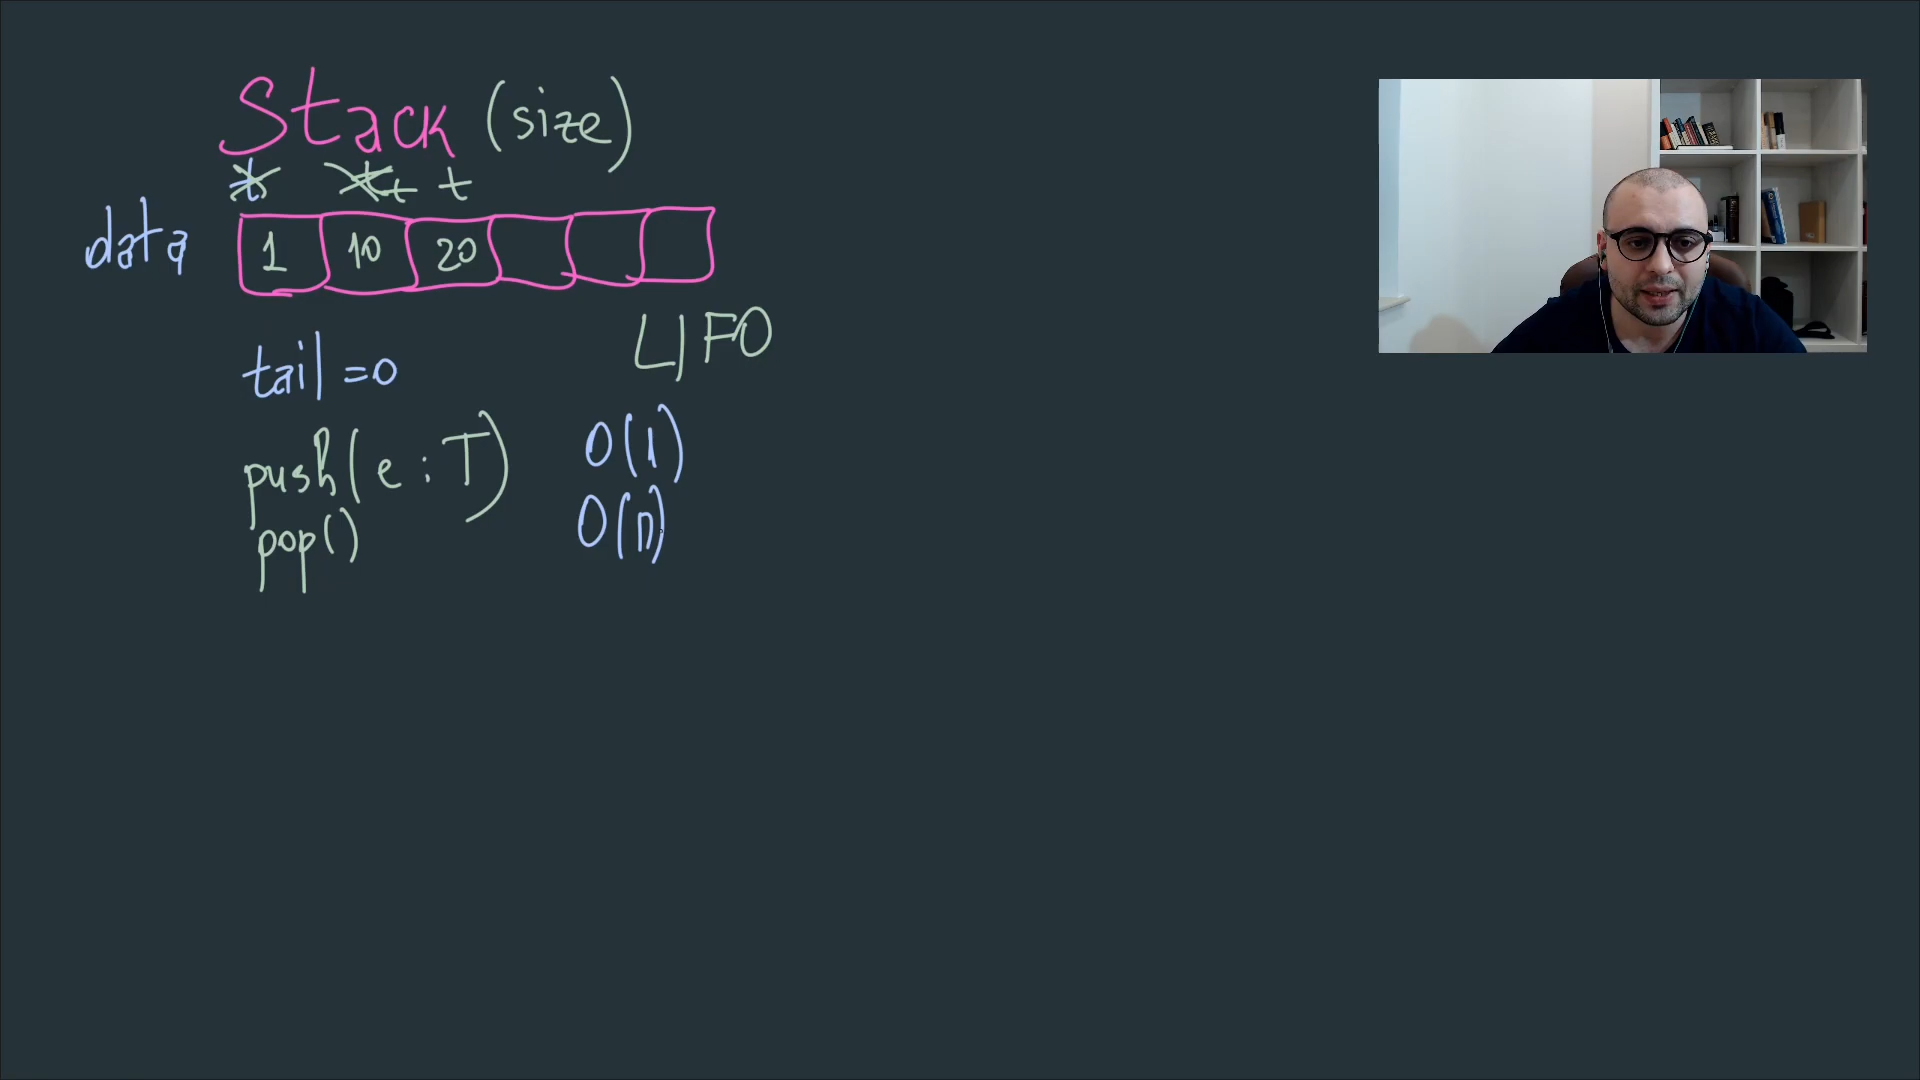 Stack (size)
t t t t
data 1 10 20
LIFO
tail = 0
push(e : T) O(1)
pop() O(n)